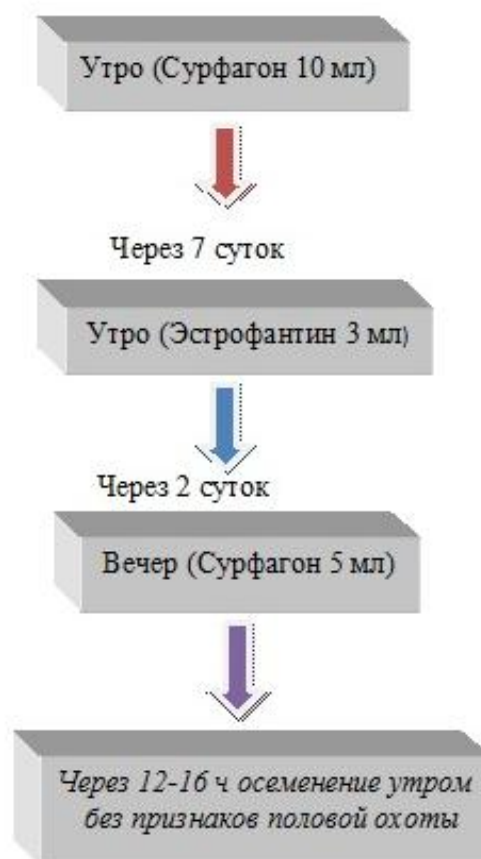 Утро (Сурфагон 10 мл)
Через 7 суток
Утро (Эстрофантин 3 мл)
Через 2 суток
Вечер (Сурфагон 5 мл)
Через 12-16 ч осеменение утром
без признаков половой охоты